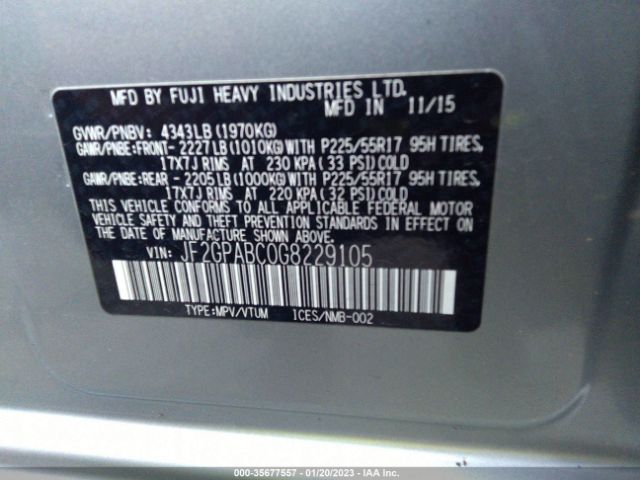 MFD BY FUJI HEAVY INDUSTRIES LTD.
MFD IN 11/15
GVWR/PNBV: 4343LB(1970KG)
GAWR/PNBE:FRONT-2227LB(1010KG)WITH P225/55R17 95H TIRES,
17X7J RIMS AT 230 KPA(33 PSI)COLD
GAWR/PNBE:REAR -2205LB(1000KG)WITH P225/55R17 95H TIRES,
17X7J RIMS AT 220 KPA(32 PSI)COLD
THIS VEHICLE CONFORMS TO ALL APPLICABLE FEDERAL MOTOR
VEHICLE SAFETY AND THEFT PREVENTION STANDARDS IN EFFECT
ON THE DATE OF MANUFACTURE SHOWN ABOVE.
VIN: JF2GPABC0G8229105
TYPE:MPV/VTUM ICES/NMB-002
000-35677557 - 01/20/2023 - IAA Inc.